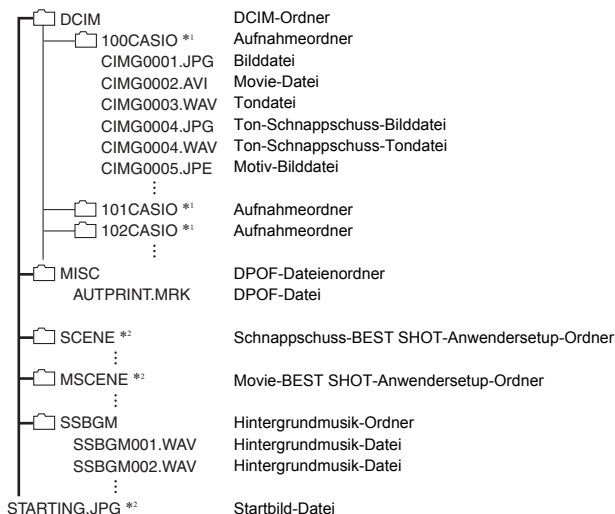 DCIM DCIM-Ordner
100CASIO *1 Aufnahmeordner
CIMG0001.JPG Bilddatei
CIMG0002.AVI Movie-Datei
CIMG0003.WAV Tondatei
CIMG0004.JPG Ton-Schnappschuss-Bilddatei
CIMG0004.WAV Ton-Schnappschuss-Tondatei
CIMG0005.JPE Motiv-Bilddatei
101CASIO *1 Aufnahmeordner
102CASIO *1 Aufnahmeordner
MISC DPOF-Dateienordner
AUTPRINT.MRK DPOF-Datei
SCENE *2 Schnappschuss-BEST SHOT-Anwendersetup-Ordner
MSCENE *2 Movie-BEST SHOT-Anwendersetup-Ordner
SSBGM Hintergrundmusik-Ordner
SSBGM001.WAV Hintergrundmusik-Datei
SSBGM002.WAV Hintergrundmusik-Datei
STARTING.JPG *2 Startbild-Datei